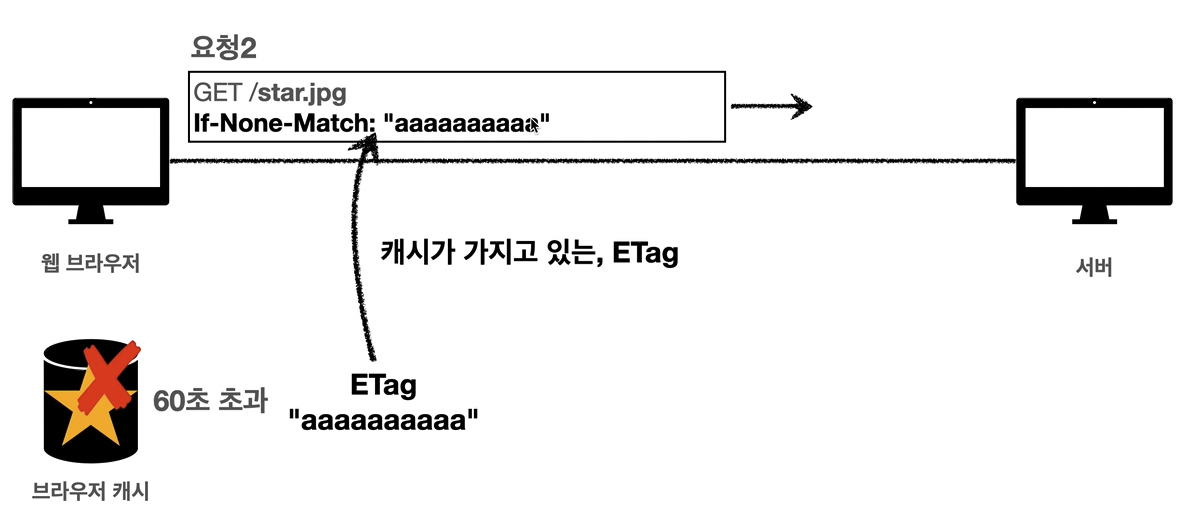 요청2
GET /star.jpg
If-None-Match: "aaaaaaaaaa"
웹 브라우저
캐시가 가지고 있는, ETag
서버
60초 초과
ETag
"aaaaaaaaaa"
브라우저 캐시